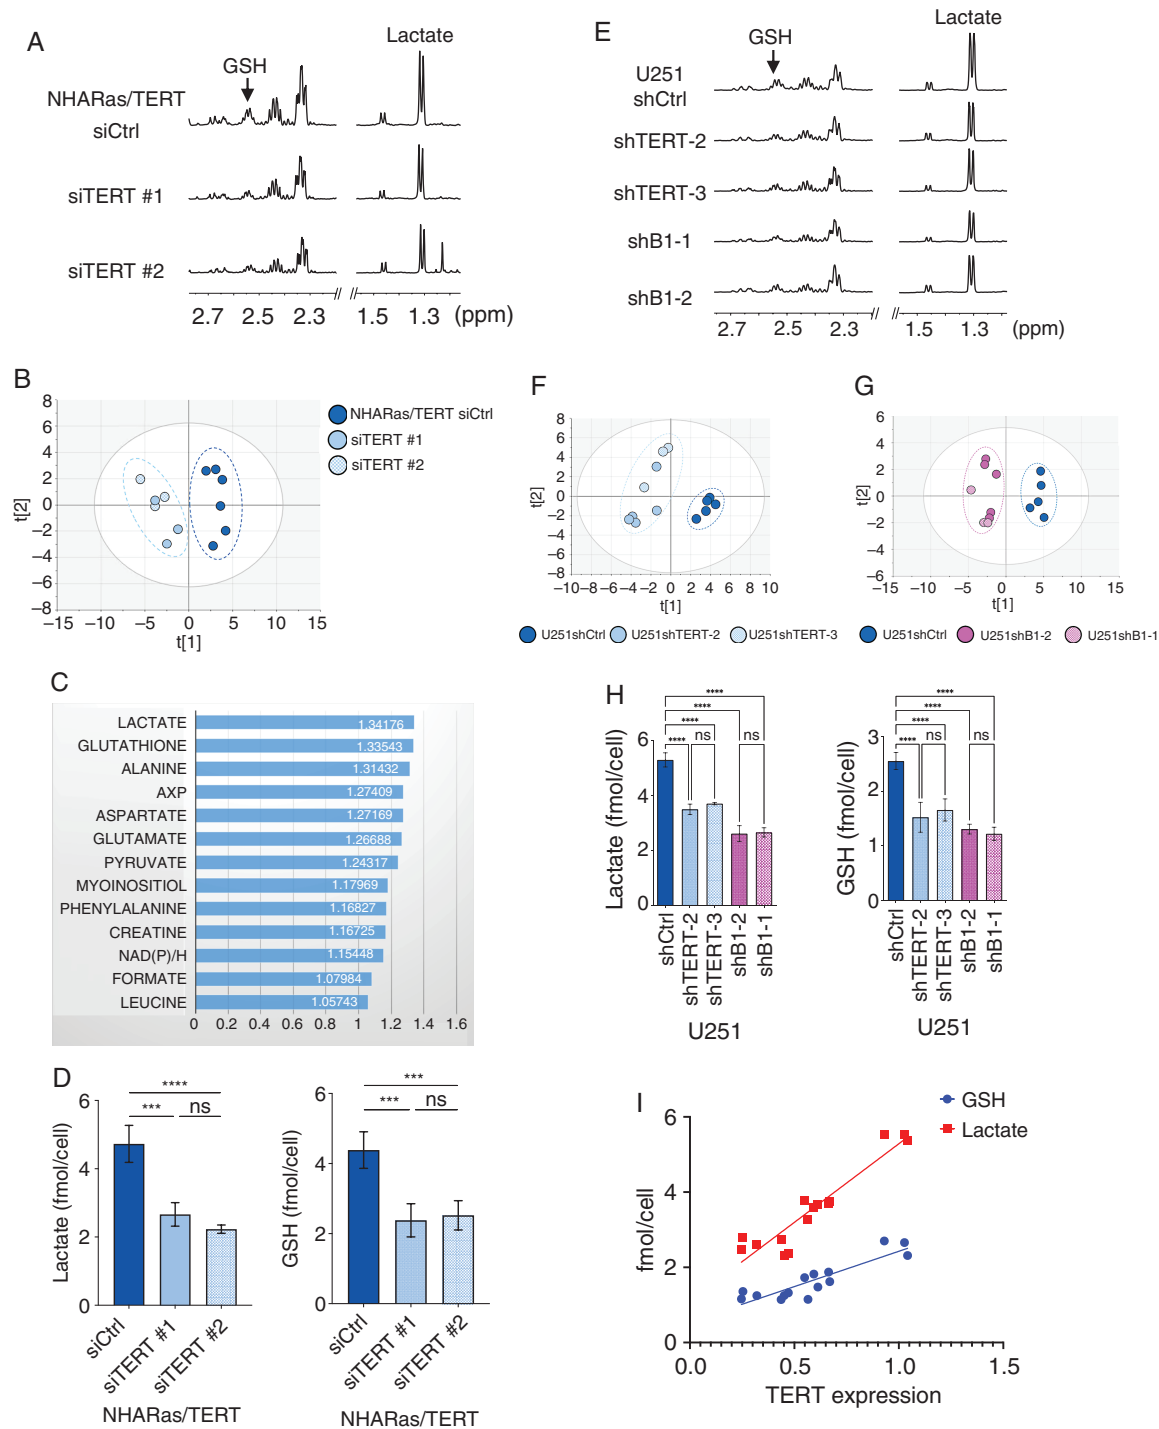 A
GSH
Lactate
NHARas/TERT
siCtrl
siTERT #1
siTERT #2
2.7 2.5 2.3 1.5 1.3 (ppm)
B
8
6
4
2
0
−2
−4
−6
−8
t[2]
−15 −10 −5 0 5 10 15
t[1]
NHARas/TERT siCtrl
siTERT #1
siTERT #2
C
LACTATE 1.34176
GLUTATHIONE 1.33543
ALANINE 1.31432
AXP 1.27409
ASPARTATE 1.27169
GLUTAMATE 1.26688
PYRUVATE 1.24317
MYOINOSITIOL 1.17969
PHENYLALANINE 1.16827
CREATINE 1.16725
NAD(P)/H 1.15448
FORMATE 1.07984
LEUCINE 1.05743
0 0.2 0.4 0.6 0.8 1 1.2 1.4 1.6
D
Lactate (fmol/cell)
6
4
2
0
****
*** ns
siCtrl
siTERT #1
siTERT #2
NHARas/TERT
GSH (fmol/cell)
6
4
2
0
***
*** ns
siCtrl
siTERT #1
siTERT #2
NHARas/TERT
E
GSH
Lactate
U251
shCtrl
shTERT-2
shTERT-3
shB1-1
shB1-2
2.7 2.5 2.3 1.5 1.3 (ppm)
F
8
6
4
2
0
−2
−4
−6
−8
t[2]
−10 −8 −6 −4 −2 0 2 4 6 8 10
t[1]
U251shCtrl U251shTERT-2 U251shTERT-3
G
6
4
2
0
−2
−4
−6
t[2]
−15 −10 −5 0 5 10 15
t[1]
U251shCtrl U251shB1-2 U251shB1-1
H
Lactate (fmol/cell)
6
4
2
0
****
****
****
**** ns ns
shCtrl
shTERT-2
shTERT-3
shB1-2
shB1-1
U251
GSH (fmol/cell)
3
2
1
0
****
****
****
**** ns ns
shCtrl
shTERT-2
shTERT-3
shB1-2
shB1-1
U251
I
GSH
Lactate
fmol/cell
6
4
2
0
0.0 0.5 1.0 1.5
TERT expression